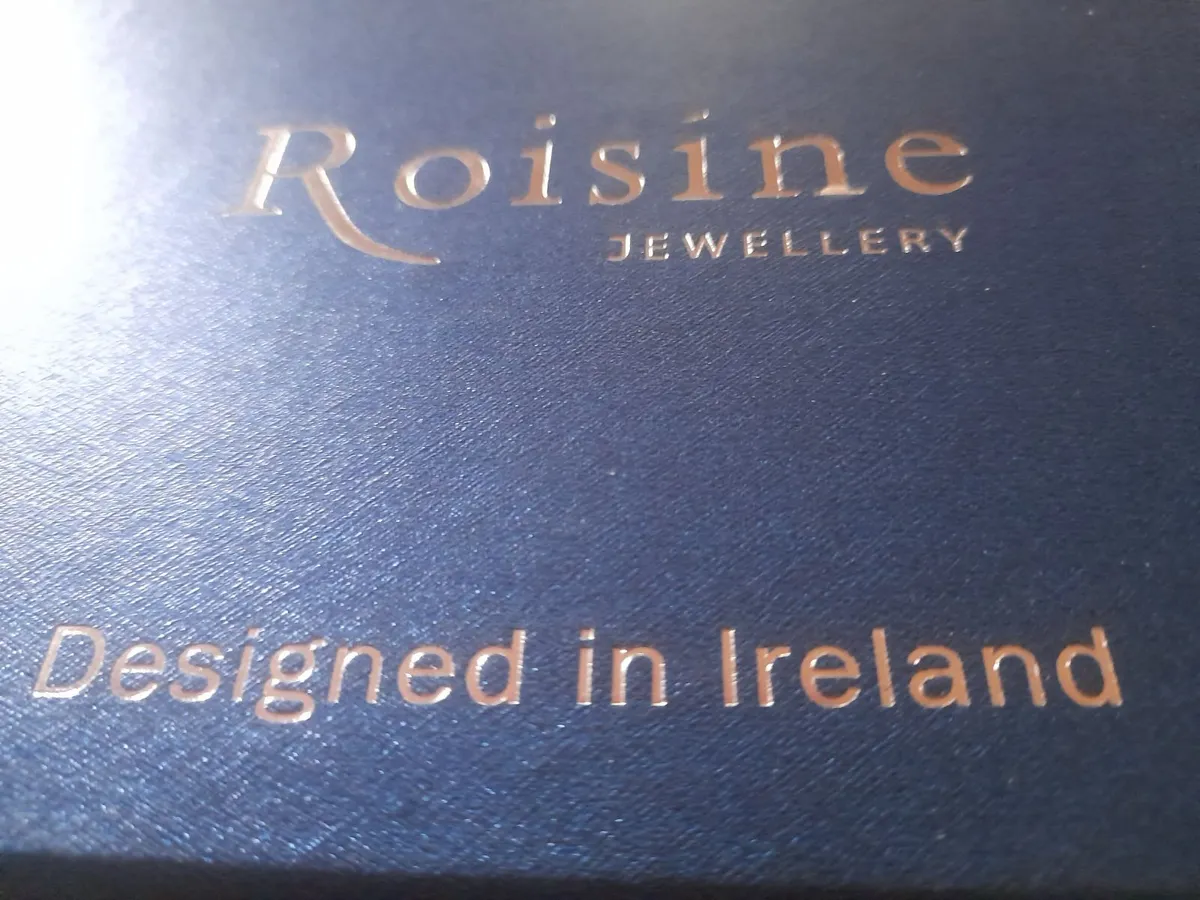 Roisine
JEWELLERY
Designed in Ireland